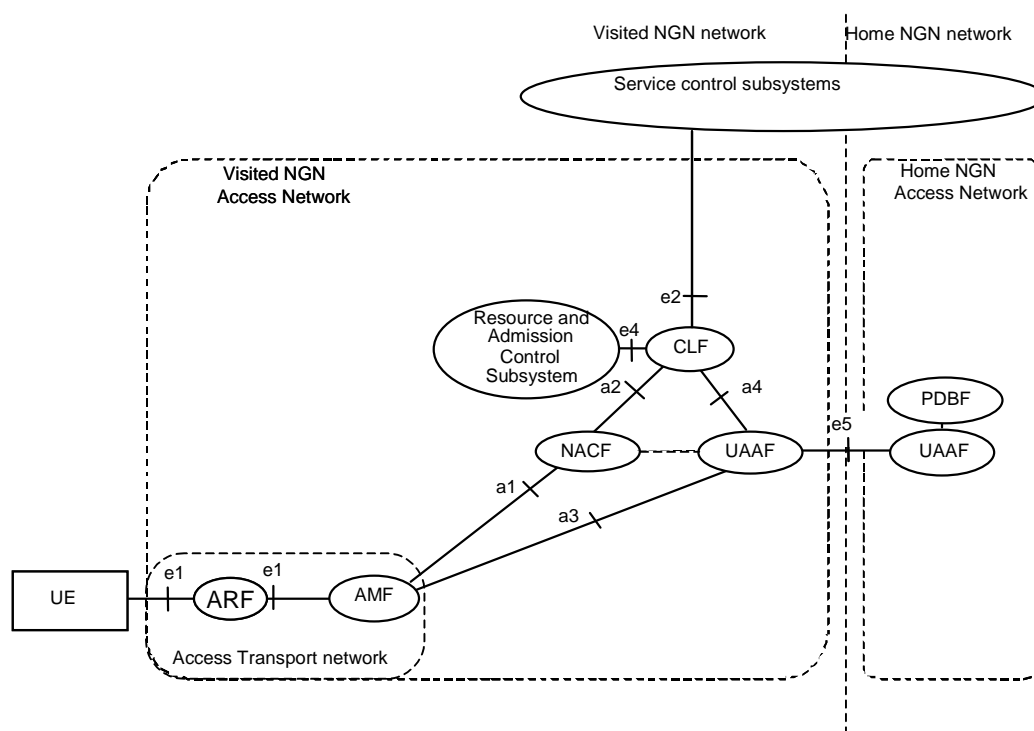 Visited NGN network
Home NGN network
Service control subsystems
Visited NGN
Access Network
Home NGN
Access Network
e2
Resource and
Admission
Control
Subsystem
e4
CLF
a2
a4
PDBF
e5
NACF
UAAF
UAAF
a1
a3
e1
e1
UE
ARF
AMF
Access Transport network